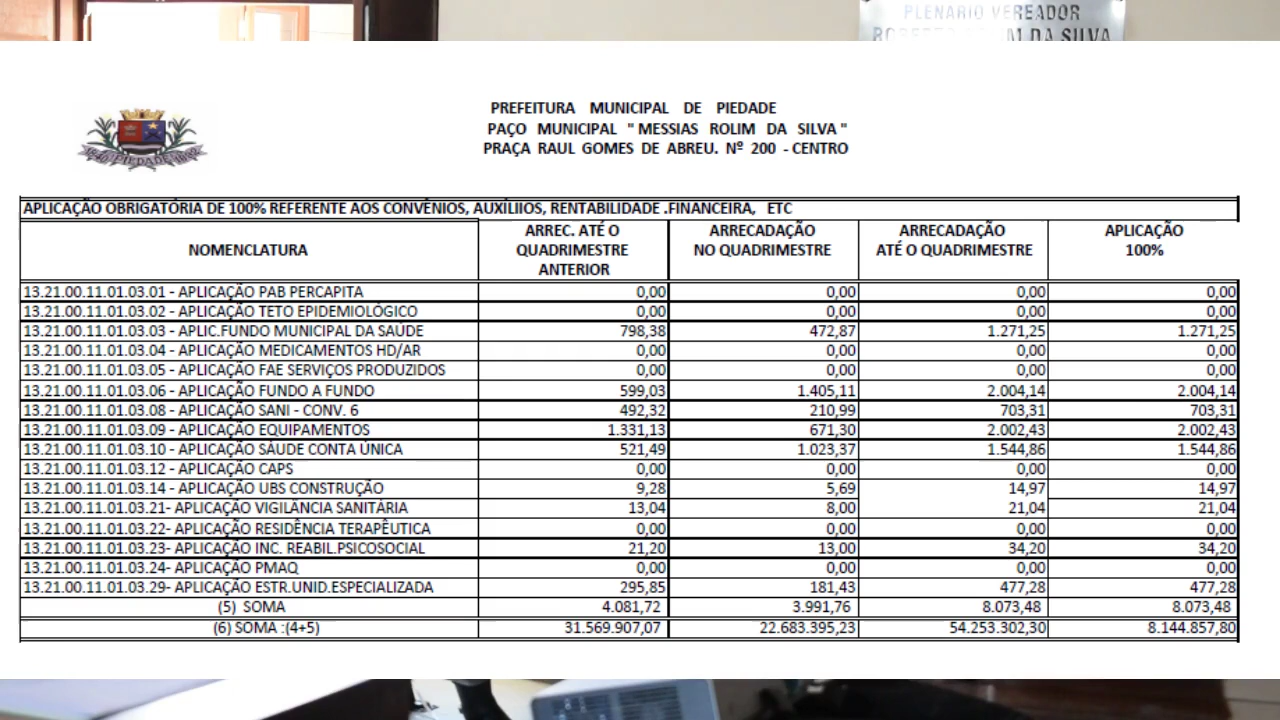 PLENARIO VEREADOR
DA SILVA
PREFEITURA MUNICIPAL DE PIEDADE
PAÇO MUNICIPAL " MESSIAS ROLIM DA SILVA "
PRAÇA RAUL GOMES DE ABREU. Nº 200 - CENTRO
PIEDADE
APLICAÇÃO OBRIGATÓRIA DE 100% REFERENTE AOS CONVÊNIOS, AUXÍLIIOS, RENTABILIDADE .FINANCEIRA, ETC
NOMENCLATURA ARREC. ATÉ O QUADRIMESTRE ANTERIOR ARRECADAÇÃO NO QUADRIMESTRE ARRECADAÇÃO ATÉ O QUADRIMESTRE APLICAÇÃO 100%
13.21.00.11.01.03.01 - APLICAÇÃO PAB PERCAPITA 0,00 0,00 0,00 0,00
13.21.00.11.01.03.02 - APLICAÇÃO TETO EPIDEMIOLÓGICO 0,00 0,00 0,00 0,00
13.21.00.11.01.03.03 - APLIC.FUNDO MUNICIPAL DA SAÚDE 798,38 472,87 1.271,25 1.271,25
13.21.00.11.01.03.04 - APLICAÇÃO MEDICAMENTOS HD/AR 0,00 0,00 0,00 0,00
13.21.00.11.01.03.05 - APLICAÇÃO FAE SERVIÇOS PRODUZIDOS 0,00 0,00 0,00 0,00
13.21.00.11.01.03.06 - APLICAÇÃO FUNDO A FUNDO 599,03 1.405,11 2.004,14 2.004,14
13.21.00.11.01.03.08 - APLICAÇÃO SANI - CONV. 6 492,32 210,99 703,31 703,31
13.21.00.11.01.03.09 - APLICAÇÃO EQUIPAMENTOS 1.331,13 671,30 2.002,43 2.002,43
13.21.00.11.01.03.10 - APLICAÇÃO SÁUDE CONTA ÚNICA 521,49 1.023,37 1.544,86 1.544,86
13.21.00.11.01.03.12 - APLICAÇÃO CAPS 0,00 0,00 0,00 0,00
13.21.00.11.01.03.14 - APLICAÇÃO UBS CONSTRUÇÃO 9,28 5,69 14,97 14,97
13.21.00.11.01.03.21- APLICAÇÃO VIGILÂNCIA SANITÁRIA 13,04 8,00 21,04 21,04
13.21.00.11.01.03.22- APLICAÇÃO RESIDÊNCIA TERAPÊUTICA 0,00 0,00 0,00 0,00
13.21.00.11.01.03.23- APLICAÇÃO INC. REABIL.PSICOSOCIAL 21,20 13,00 34,20 34,20
13.21.00.11.01.03.24- APLICAÇÃO PMAQ 0,00 0,00 0,00 0,00
13.21.00.11.01.03.29- APLICAÇÃO ESTR.UNID.ESPECIALIZADA 295,85 181,43 477,28 477,28
(5) SOMA 4.081,72 3.991,76 8.073,48 8.073,48
(6) SOMA :(4+5) 31.569.907,07 22.683.395,23 54.253.302,30 8.144.857,80